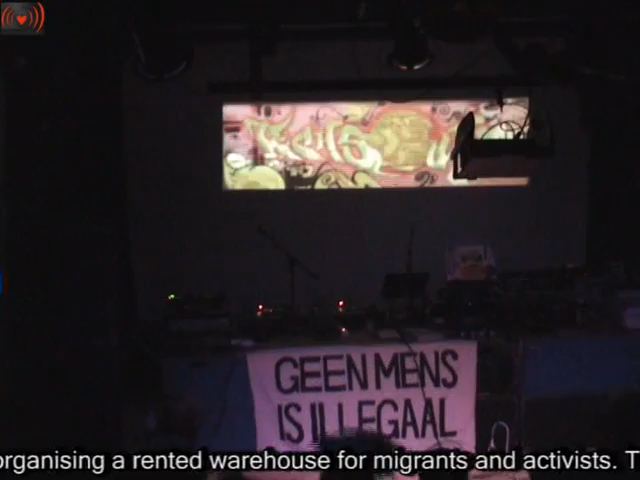 GEEN MENS
IS ILLEGAAL
organising a rented warehouse for migrants and activists. T